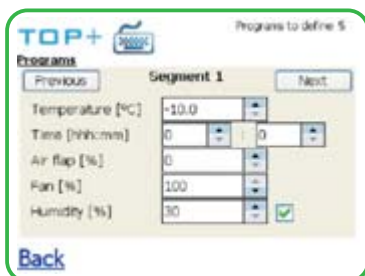 TOP+
Programs to define 5
Programs
Previous Segment 1 Next
Temperature [ºC] -10.0
Time [hhh:mm] 0 : 0
Air flap [%] 0
Fan [%] 100
Humidity [%] 30
Back